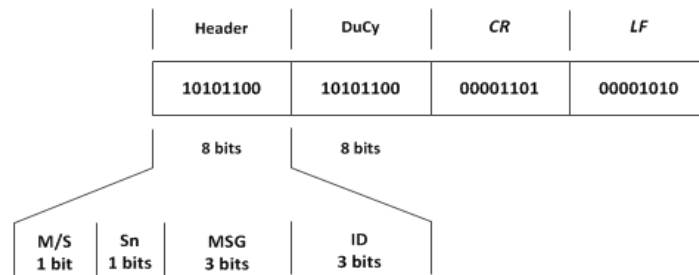 Header DuCy CR LF
10101100 10101100 00001101 00001010
8 bits 8 bits
M/S Sn MSG ID
1 bit 1 bits 3 bits 3 bits